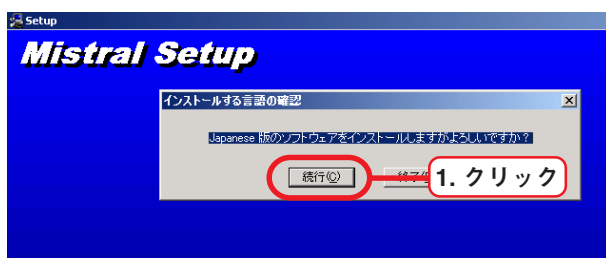 Setup
Mistral Setup
インストールする言語の確認
Japanese 版のソフトウェアをインストールしますがよろしいですか？
続行(C)
1. クリック